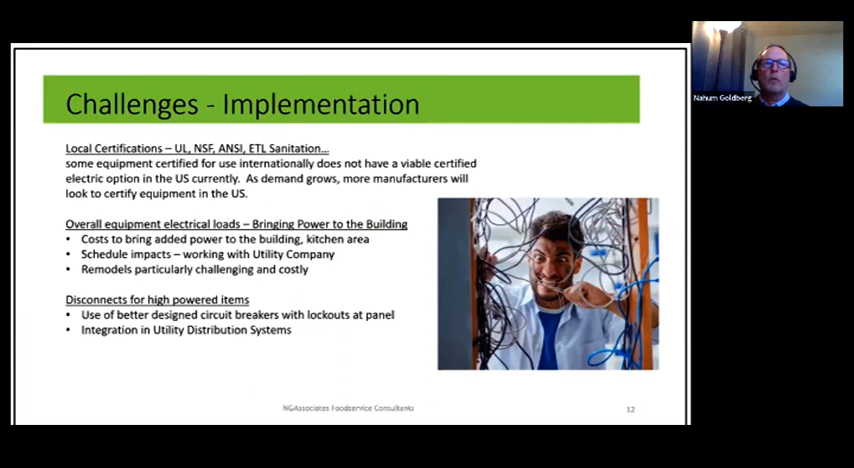 Challenges - Implementation
Nahum Goldberg
Local Certifications – UL, NSF, ANSI, ETL Sanitation…
some equipment certified for use internationally does not have a viable certified
electric option in the US currently. As demand grows, more manufacturers will
look to certify equipment in the US.
Overall equipment electrical loads – Bringing Power to the Building
• Costs to bring added power to the building, kitchen area
• Schedule impacts – working with Utility Company
• Remodels particularly challenging and costly
Disconnects for high powered items
• Use of better designed circuit breakers with lockouts at panel
• Integration in Utility Distribution Systems
NGAssociates Foodservice Consultants
12